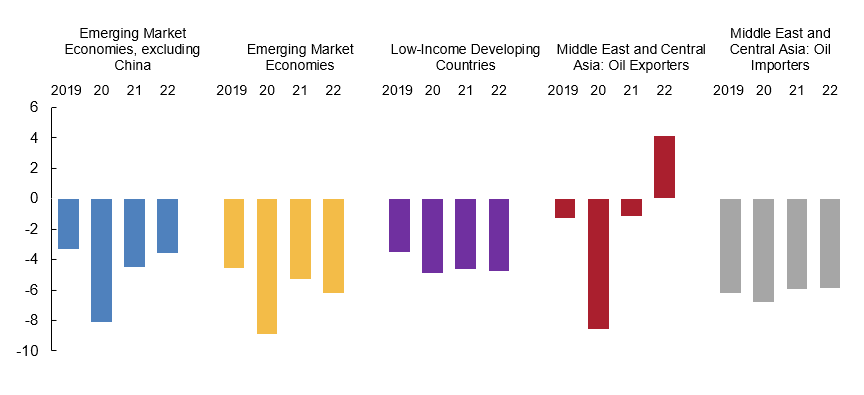 Emerging Market
Economies, excluding
China
Emerging Market
Economies
Low-Income Developing
Countries
Middle East and Central
Asia: Oil Exporters
Middle East and
Central Asia: Oil
Importers
2019 20 21 22
2019 20 21 22
2019 20 21 22
2019 20 21 22
2019 20 21 22
6
4
2
0
-2
-4
-6
-8
-10